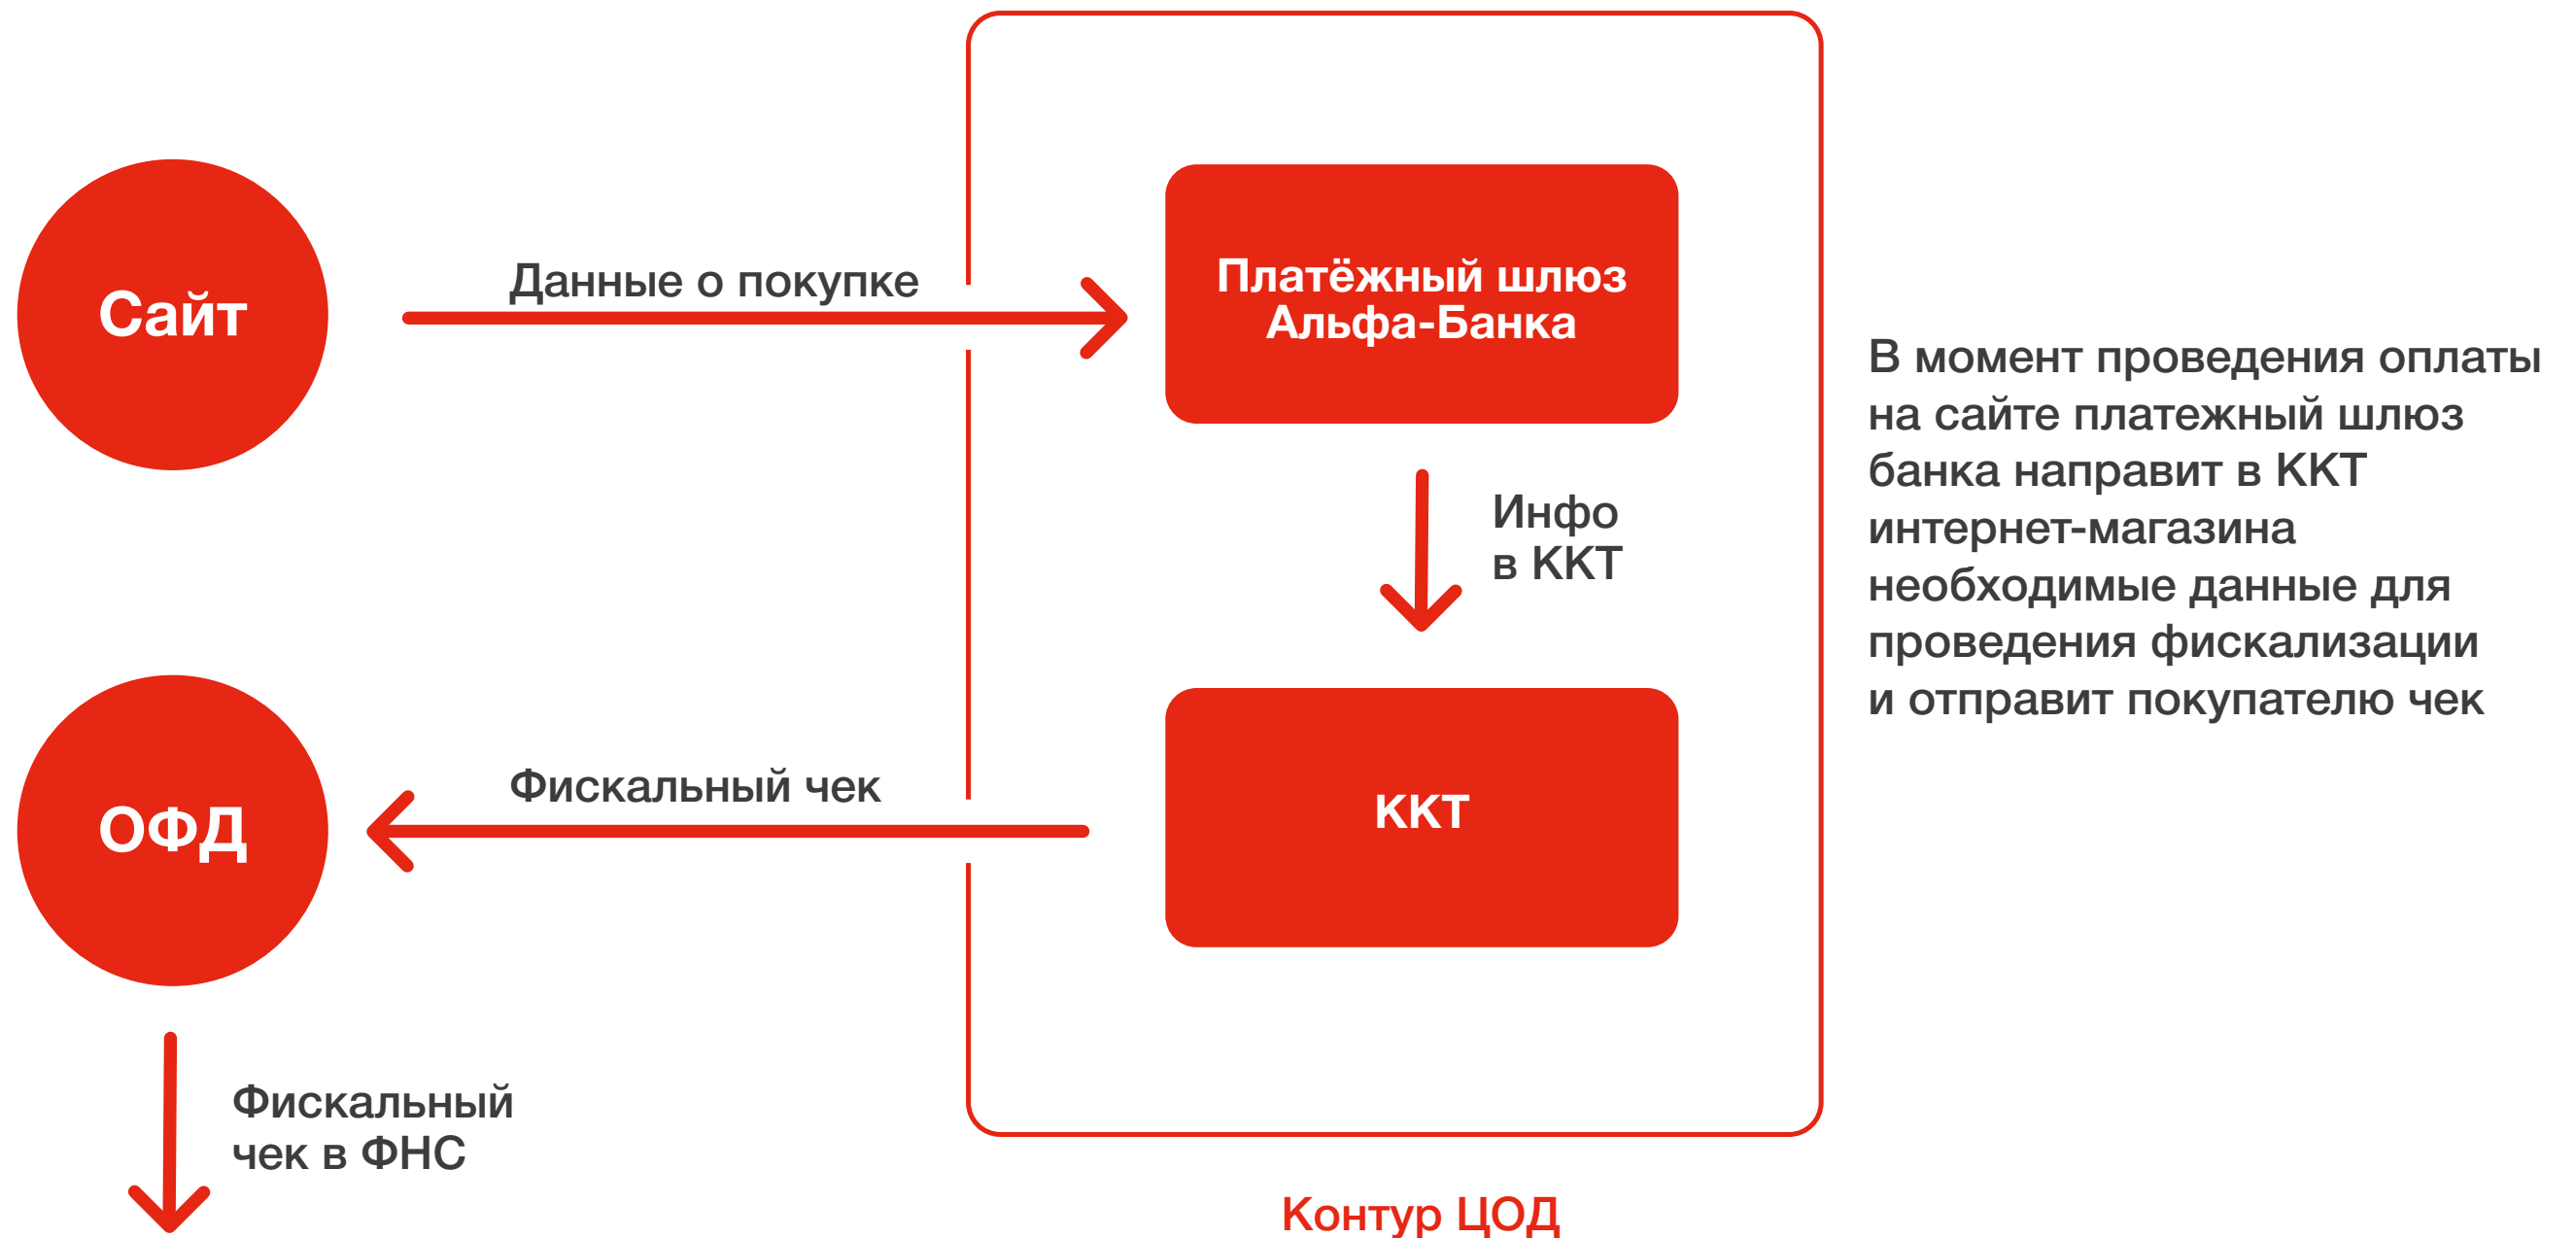 Сайт
Данные о покупке
Платёжный шлюз
Альфа-Банка
В момент проведения оплаты
на сайте платежный шлюз
банка направит в ККТ
интернет-магазина
необходимые данные для
проведения фискализации
и отправит покупателю чек
Инфо
в ККТ
ОФД
Фискальный чек
ККТ
Фискальный
чек в ФНС
Контур ЦОД